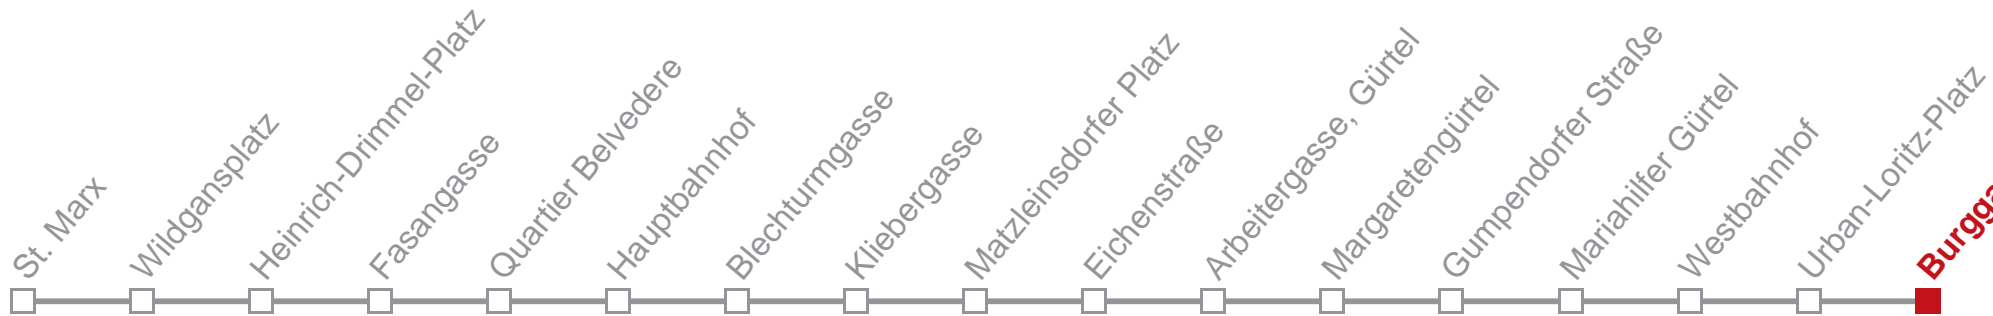 St. Marx
Wildgansplatz
Heinrich-Drimmel-Platz
Fasangasse
Quartier Belvedere
Hauptbahnhof
Blechturmgasse
Kliebergasse
Matzleinsdorfer Platz
Eichenstraße
Arbeitergasse, Gürtel
Margaretengürtel
Gumpendorfer Straße
Mariahilfer Gürtel
Westbahnhof
Urban-Loritz-Platz